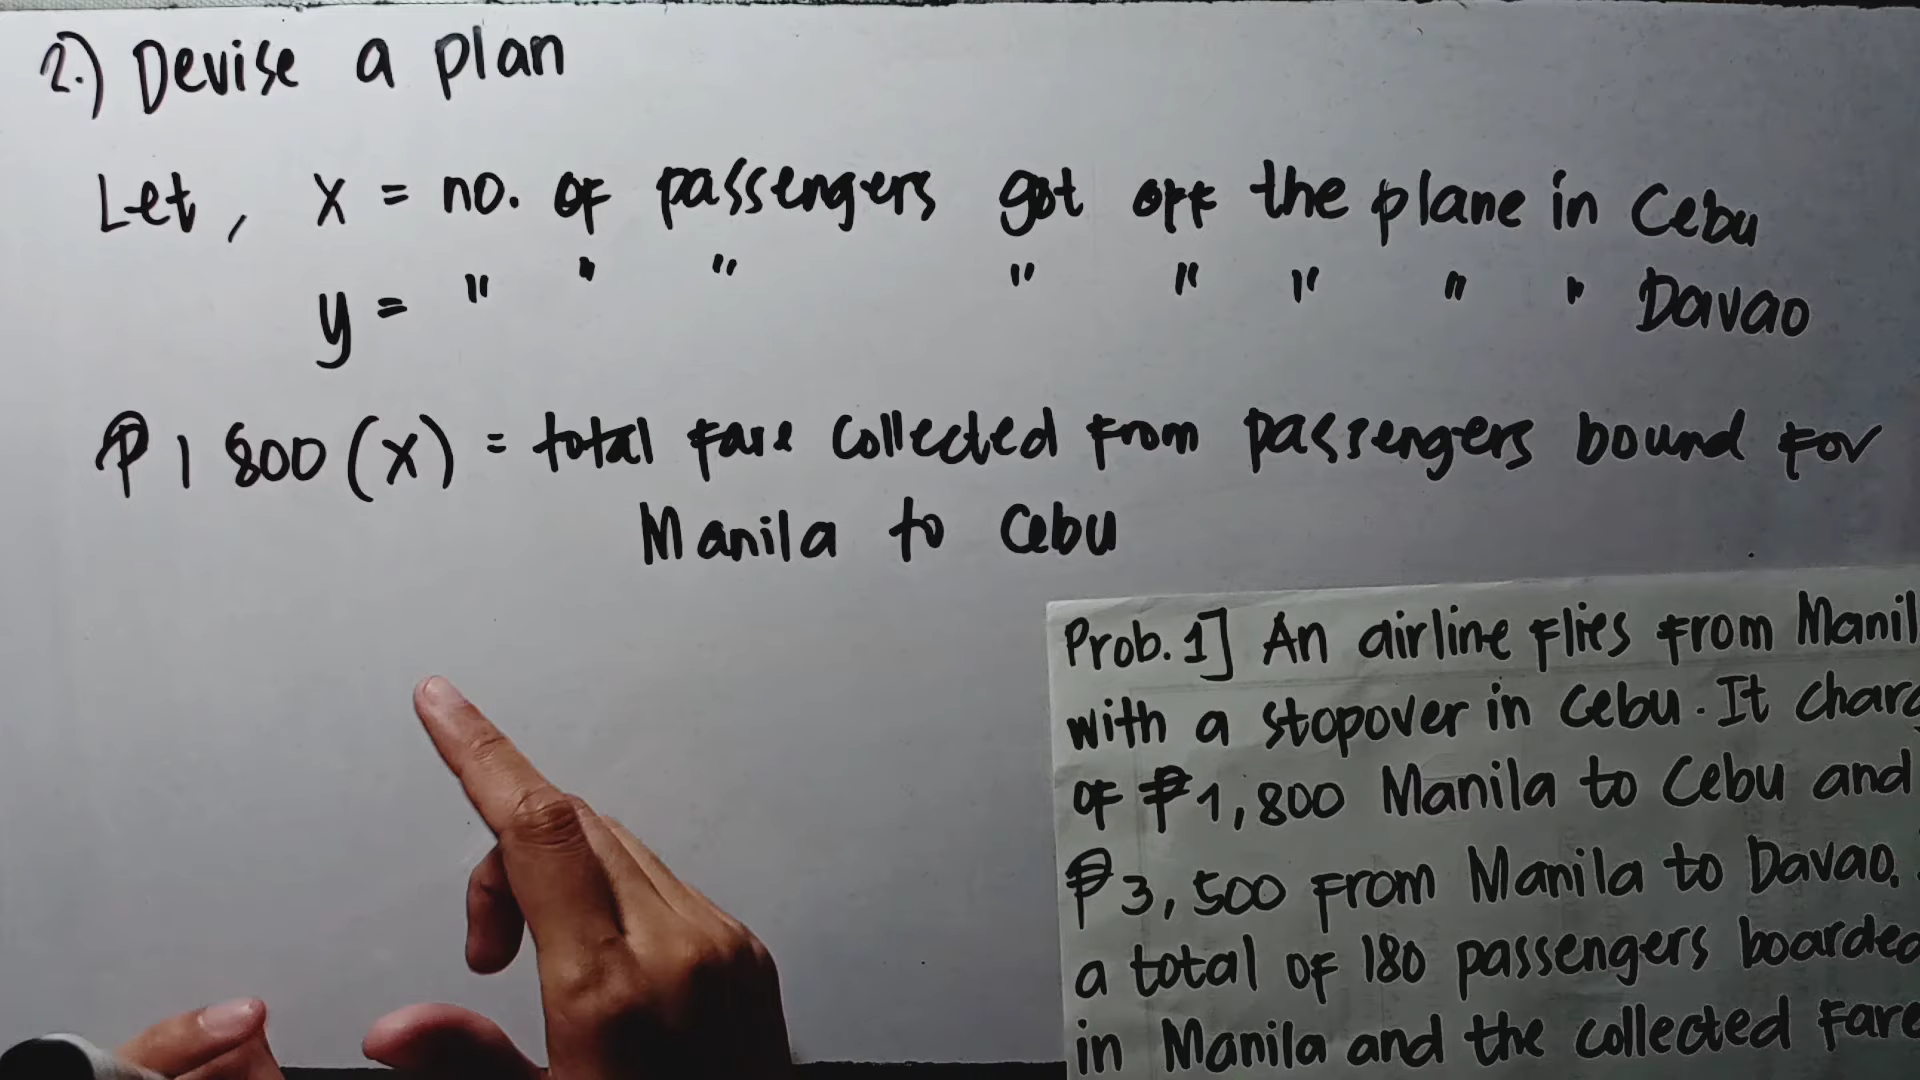 2.) Devise a plan
Let, x = no. of passengers got off the plane in Cebu
y = " " " " " " " " Davao
₱1 800 (x) = total fare collected from passengers bound for
Manila to Cebu
Prob. 1] An airline flies from Manil
with a stopover in Cebu. It charg
of ₱1,800 Manila to Cebu and
₱3,500 from Manila to Davao.
a total of 180 passengers boarded
in Manila and the collected fare